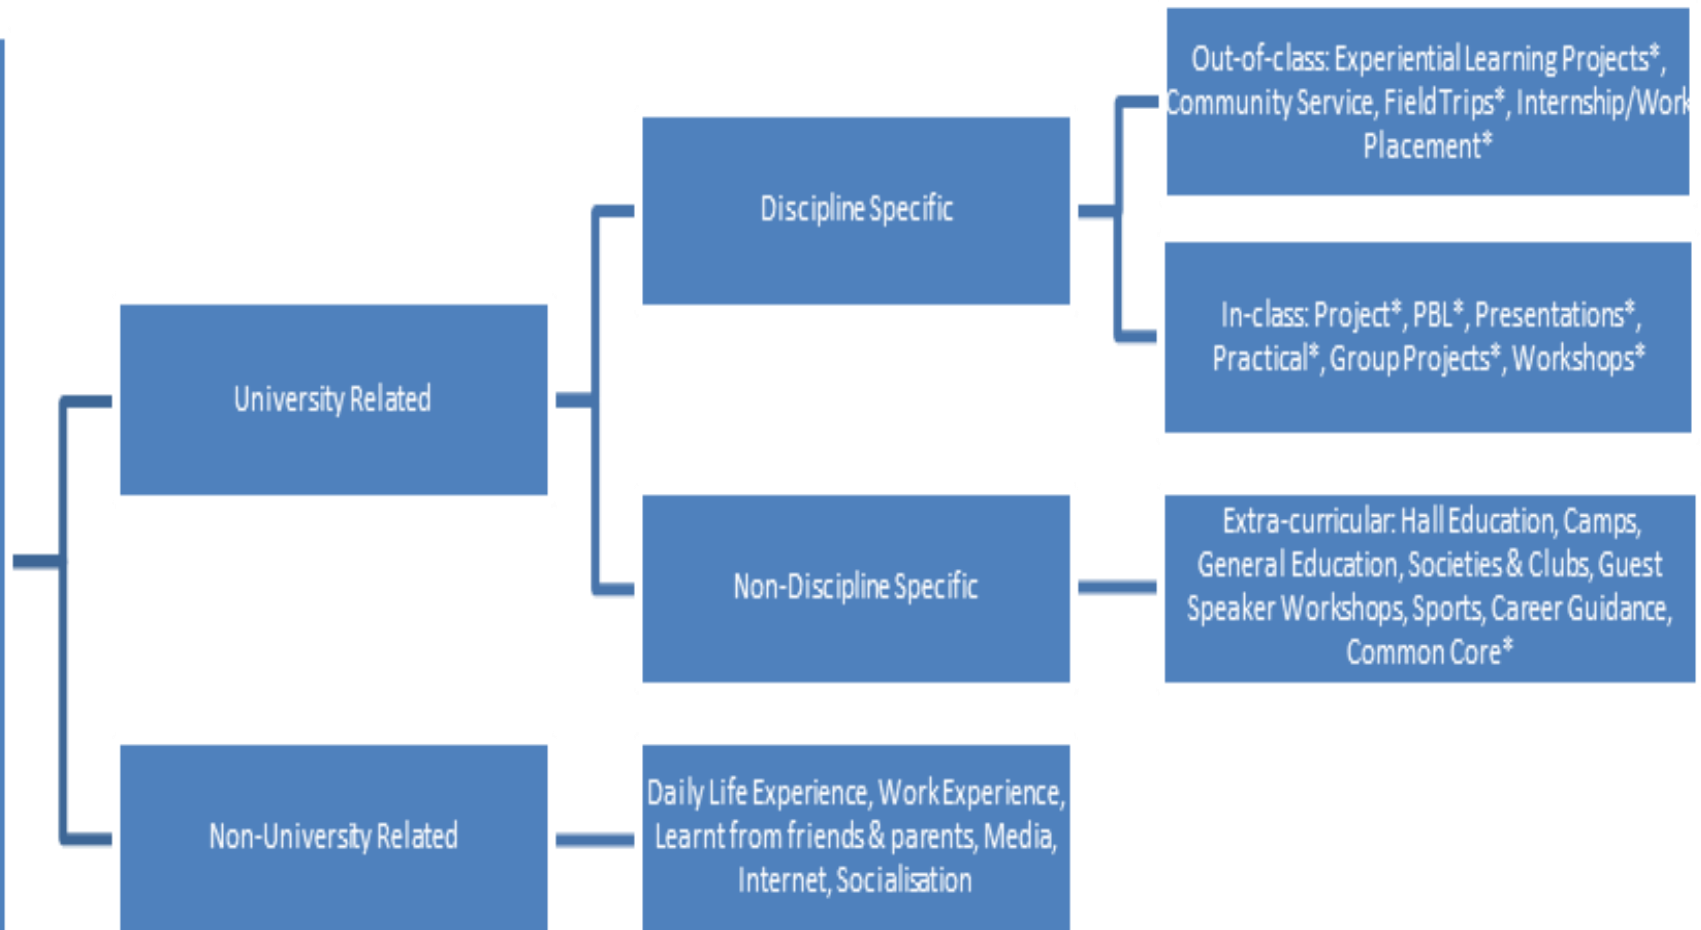 Out-of-class: Experiential Learning Projects*,
Community Service, Field Trips*, Internship/Work
Placement*
Discipline Specific
In-class: Project*, PBL*, Presentations*,
Practical*, Group Projects*, Workshops*
University Related
Extra-curricular: Hall Education, Camps,
General Education, Societies & Clubs, Guest
Speaker Workshops, Sports, Career Guidance,
Common Core*
Non-Discipline Specific
Non-University Related
Daily Life Experience, Work Experience,
Learnt from friends & parents, Media,
Internet, Socialisation